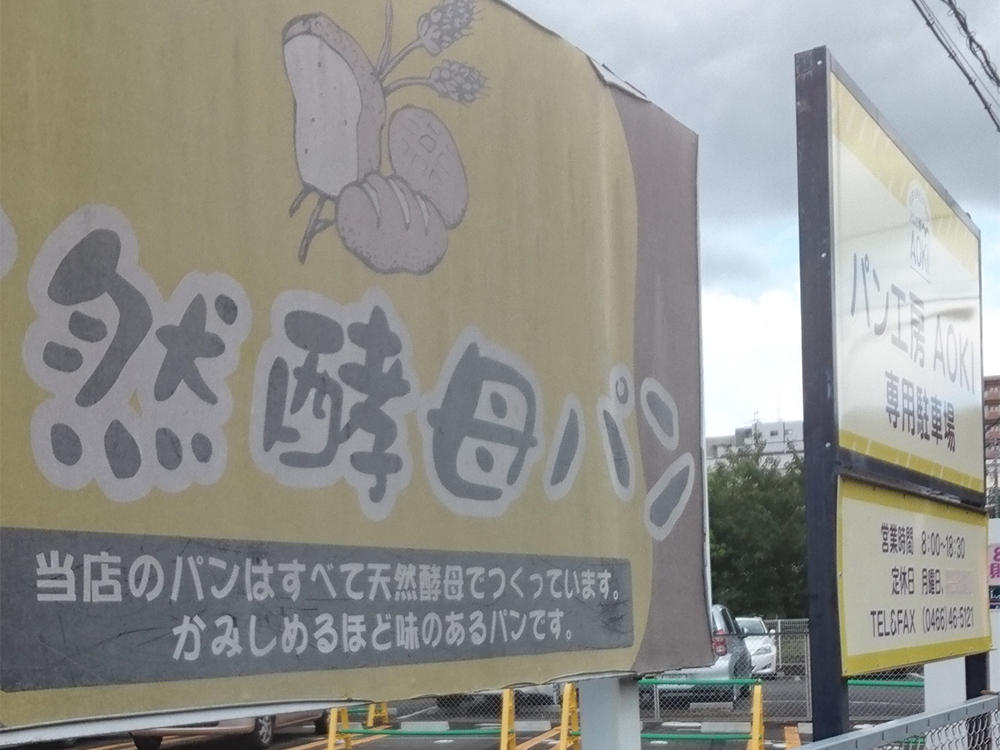 然酵母パン
当店のパンはすべて天然酵母でつくっています。
かみしめるほど味のあるパンです。
AOKI
パン工房 AOKI
専用駐車場
営業時間 8:00~18:30
定休日 月曜日、
TEL&FAX (0466)46-5121